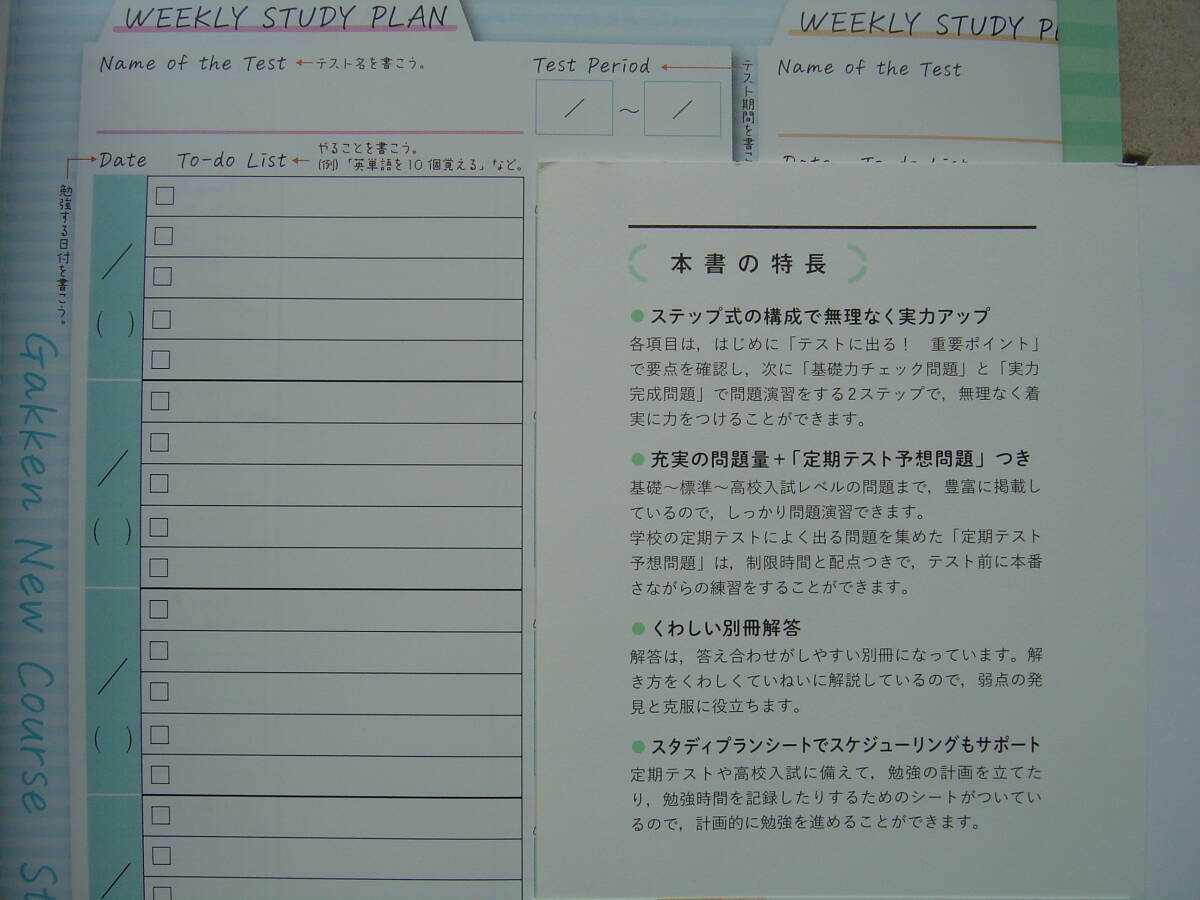 WEEKLY STUDY PLAN
Name of the Test ←テスト名を書こう。
Test Period
テスト期間を書こ
／ ～ ／
Date To-do List ← やることを書こう。
(例)「英単語を10個覚える」など。
勉強する日付を書こう。
／
( )
／
( )
／
( )
／
Gakken New Course St
WEEKLY STUDY PL
Name of the Test
Date To-do List
本書の特長
●ステップ式の構成で無理なく実力アップ
各項目は，はじめに「テストに出る！　重要ポイント」
で要点を確認し，次に「基礎力チェック問題」と「実力
完成問題」で問題演習をする2ステップで，無理なく着
実に力をつけることができます。
●充実の問題量＋「定期テスト予想問題」つき
基礎～標準～高校入試レベルの問題まで，豊富に掲載し
ているので，しっかり問題演習できます。
学校の定期テストによく出る問題を集めた「定期テスト
予想問題」は，制限時間と配点つきで，テスト前に本番
さながらの練習をすることができます。
●くわしい別冊解答
解答は，答え合わせがしやすい別冊になっています。解
き方をくわしくていねいに解説しているので，弱点の発
見と克服に役立ちます。
●スタディプランシートでスケジューリングもサポート
定期テストや高校入試に備えて，勉強の計画を立てた
り，勉強時間を記録したりするためのシートがついてい
るので，計画的に勉強を進めることができます。